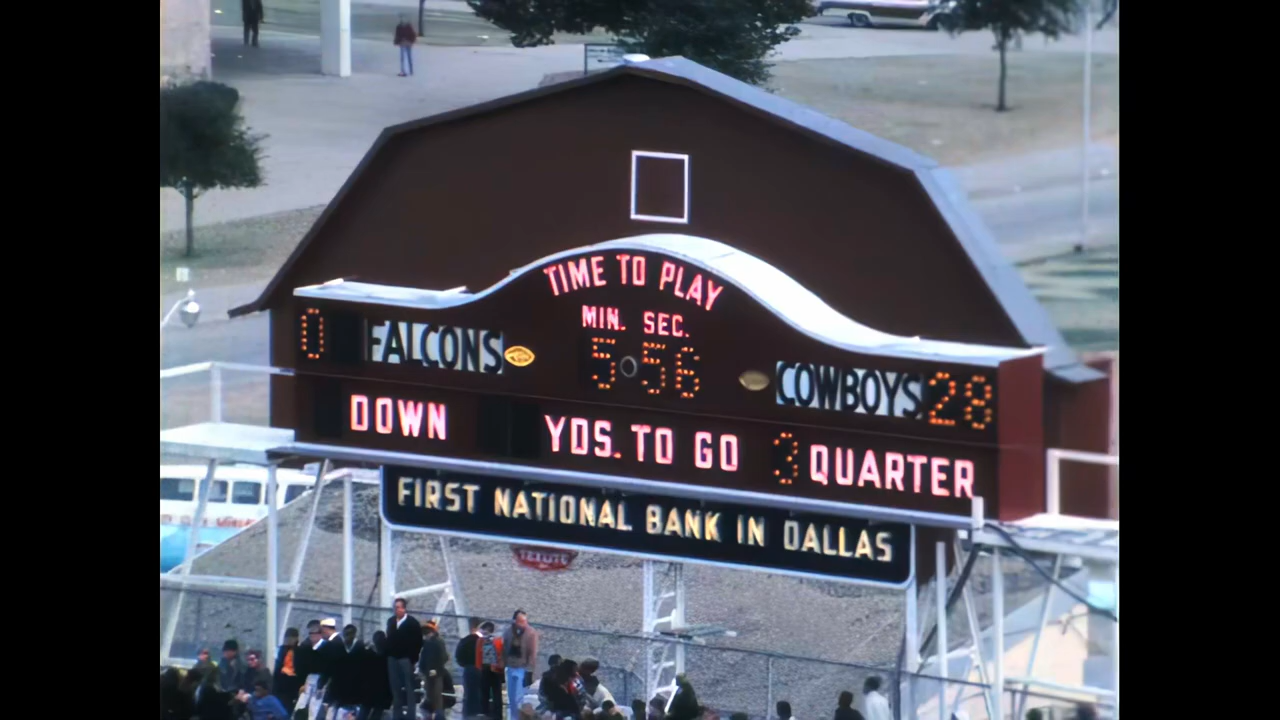 TIME TO PLAY
MIN. SEC.
0 FALCONS 5 56 COWBOYS 28
DOWN YDS. TO GO 3 QUARTER
FIRST NATIONAL BANK IN DALLAS